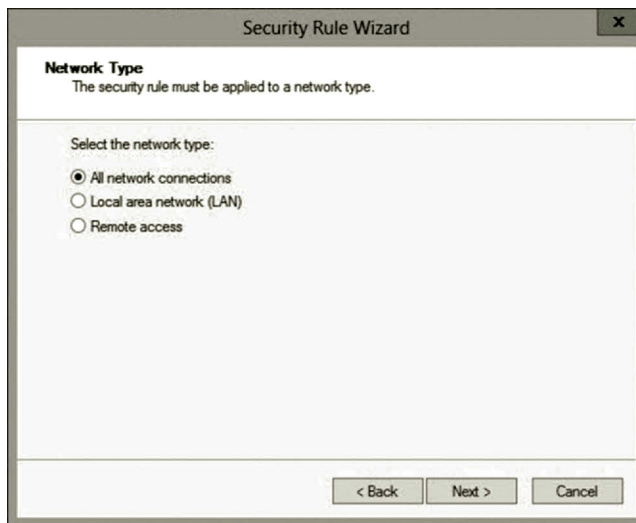 Security Rule Wizard
x
Network Type
The security rule must be applied to a network type.
Select the network type:
All network connections
Local area network (LAN)
Remote access
< Back
Next >
Cancel